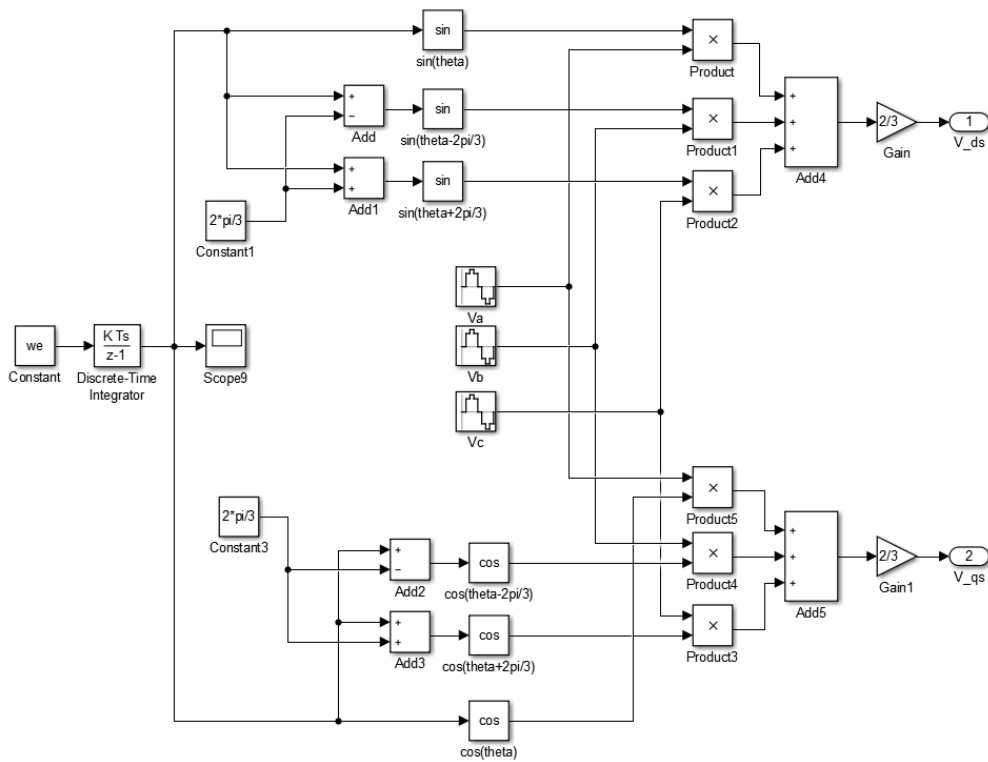 sin
sin(theta)
×
Product
+
−
Add
sin
sin(theta-2pi/3)
×
Product1
+
+
+
Add4
2/3
Gain
1
V_ds
+
+
Add1
sin
sin(theta+2pi/3)
×
Product2
2*pi/3
Constant1
Va
we
Constant
K Ts
z-1
Discrete-Time
Integrator
Scope9
Vb
Vc
×
Product5
2*pi/3
Constant3
+
−
Add2
cos
cos(theta-2pi/3)
×
Product4
+
+
+
Add5
2/3
Gain1
2
V_qs
+
+
Add3
cos
cos(theta+2pi/3)
×
Product3
cos
cos(theta)